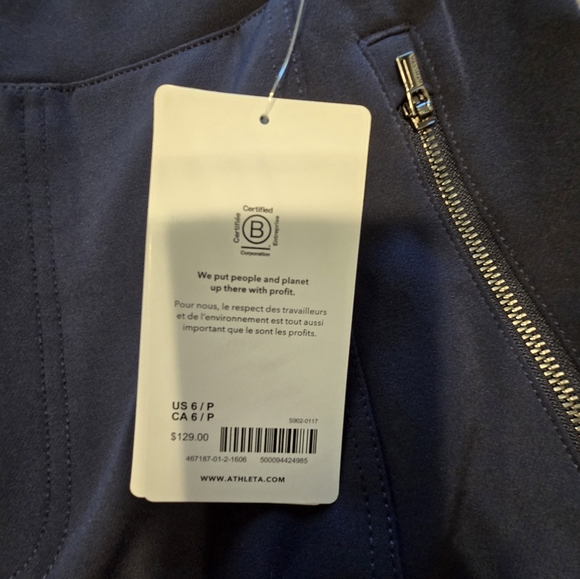 Certified
Certifiée
B
Entreprise
Corporation
We put people and planet
up there with profit.
Pour nous, le respect des travailleurs
et de l'environnement est tout aussi
important que le sont les profits.
US 6 / P
CA 6 / P
S902-0117
$129.00
467187-01-2-1606 500094424985
WWW.ATHLETA.COM